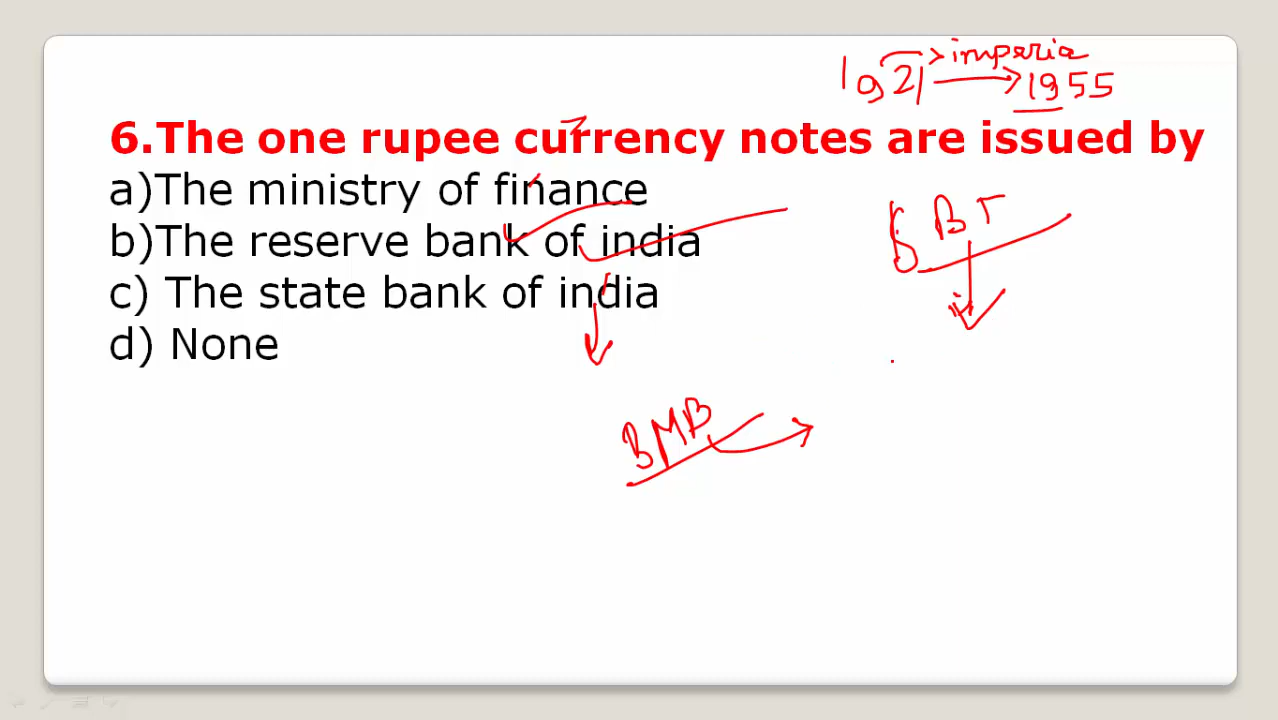 imperia
1921 1955
6.The one rupee currency notes are issued by
a)The ministry of finance
b)The reserve bank of india
c) The state bank of india
d) None
SBI
BMB